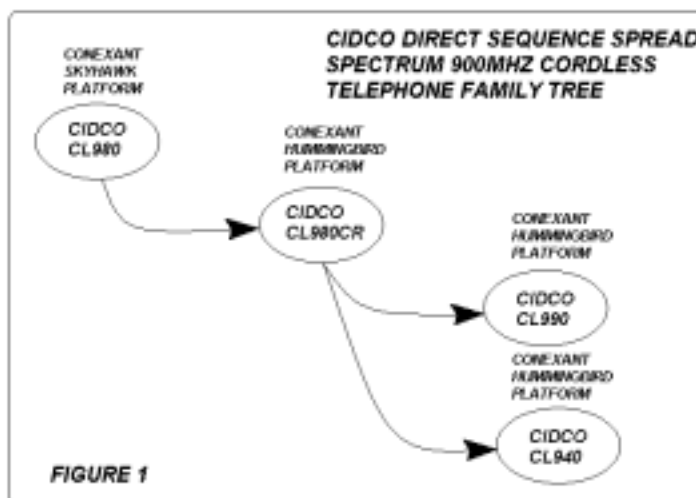 CIDCO DIRECT SEQUENCE SPREAD
SPECTRUM 900MHZ CORDLESS
TELEPHONE FAMILY TREE
CONEXANT
SKYHAWK
PLATFORM
CIDCO
CL980
CONEXANT
HUMMINGBIRD
PLATFORM
CIDCO
CL980CR
CONEXANT
HUMMINGBIRD
PLATFORM
CIDCO
CL990
CONEXANT
HUMMINGBIRD
PLATFORM
CIDCO
CL940
FIGURE 1